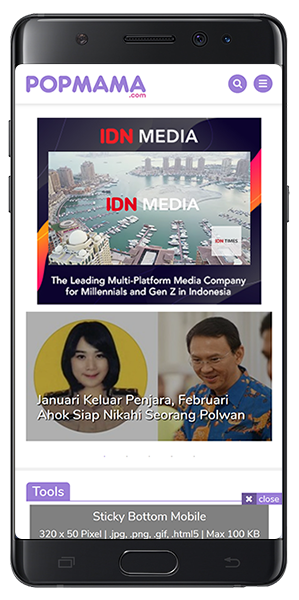 POPMAMA
.com
IDN MEDIA
IDN MEDIA
IDN TIMES
The Leading Multi-Platform Media Company
for Millennials and Gen Z in Indonesia
Januari Keluar Penjara, Februari
Ahok Siap Nikahi Seorang Polwan
Tools
close
Sticky Bottom Mobile
320 x 50 Pixel | .jpg, .png, .gif, .html5 | Max 100 KB